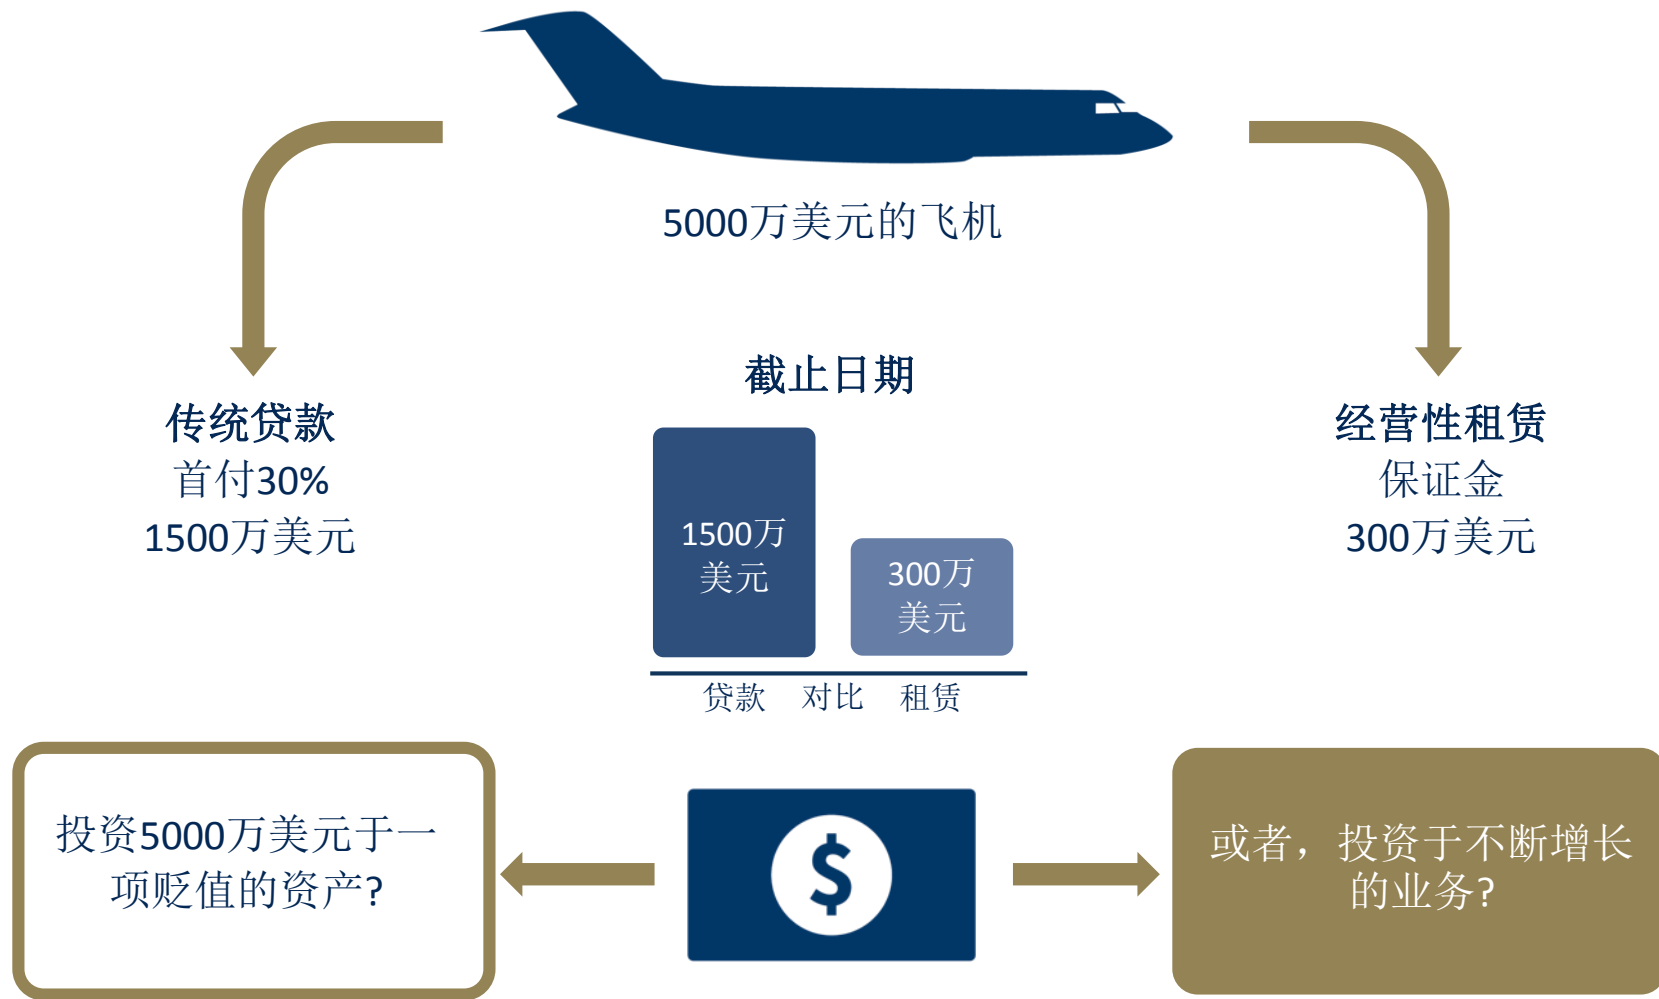 5000万美元的飞机
传统贷款
首付30%
1500万美元
截止日期
1500万
美元
300万
美元
贷款 对比 租赁
经营性租赁
保证金
300万美元
投资5000万美元于一
项贬值的资产?
$
或者，投资于不断增长
的业务?